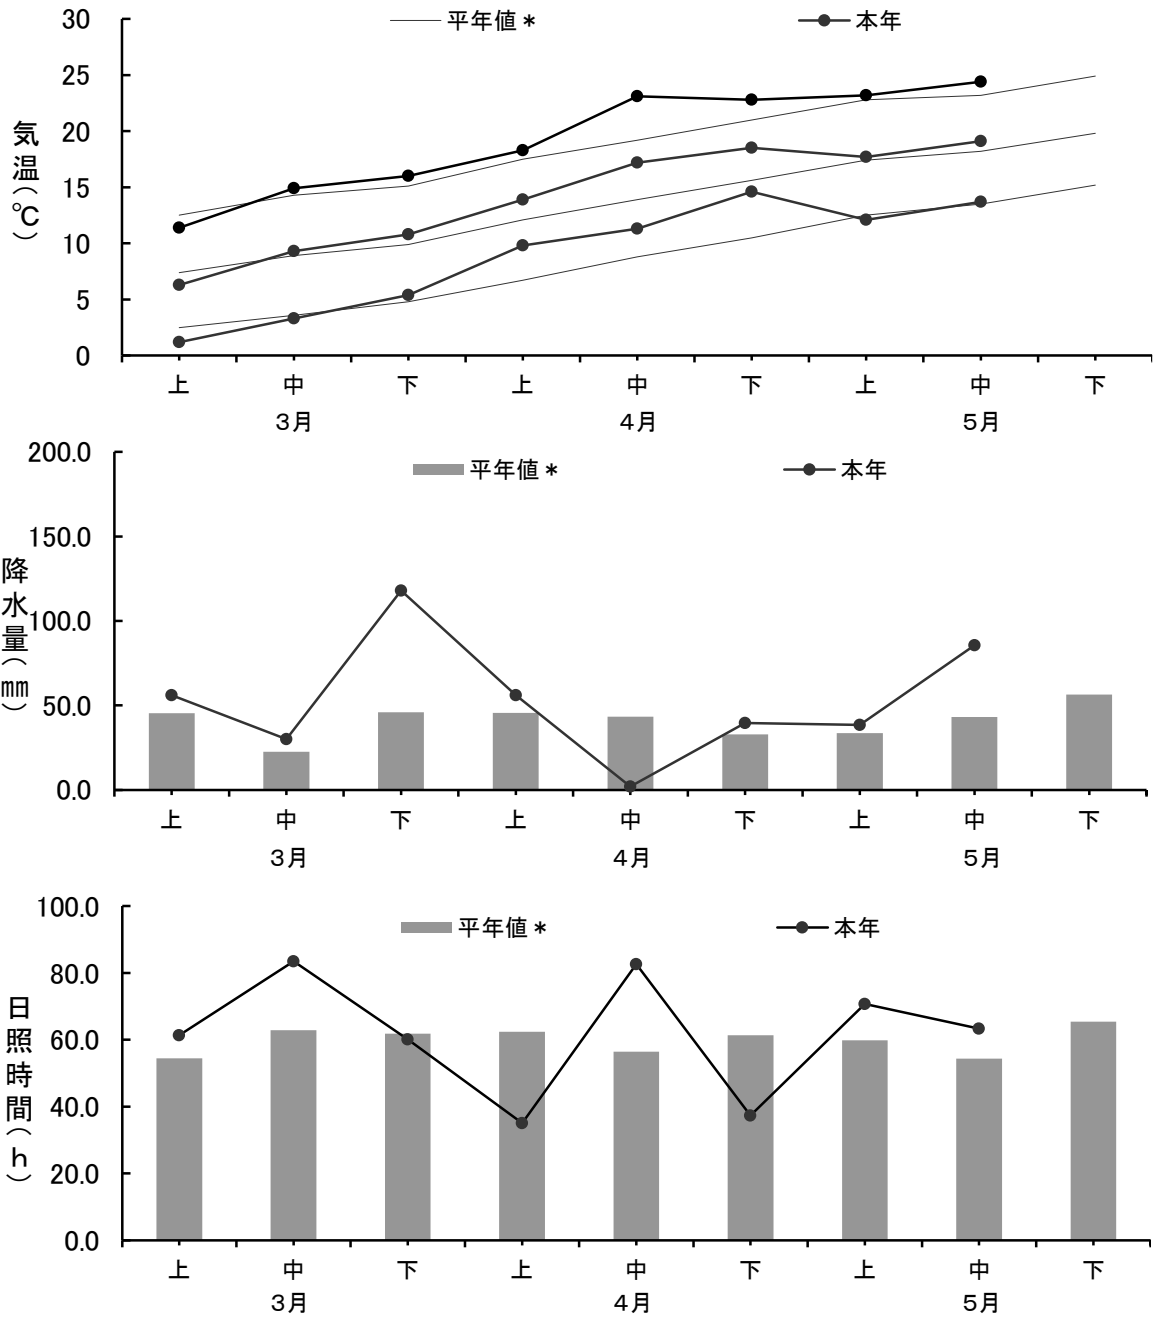 平年値＊ 本年
気温(℃)
30
25
20
15
10
5
0
上 中 下 上 中 下 上 中 下
３月 ４月 ５月
平年値＊ 本年
降水量(㎜)
200.0
150.0
100.0
50.0
0.0
上 中 下 上 中 下 上 中 下
３月 ４月 ５月
平年値＊ 本年
日照時間(ｈ)
100.0
80.0
60.0
40.0
20.0
0.0
上 中 下 上 中 下 上 中 下
３月 ４月 ５月